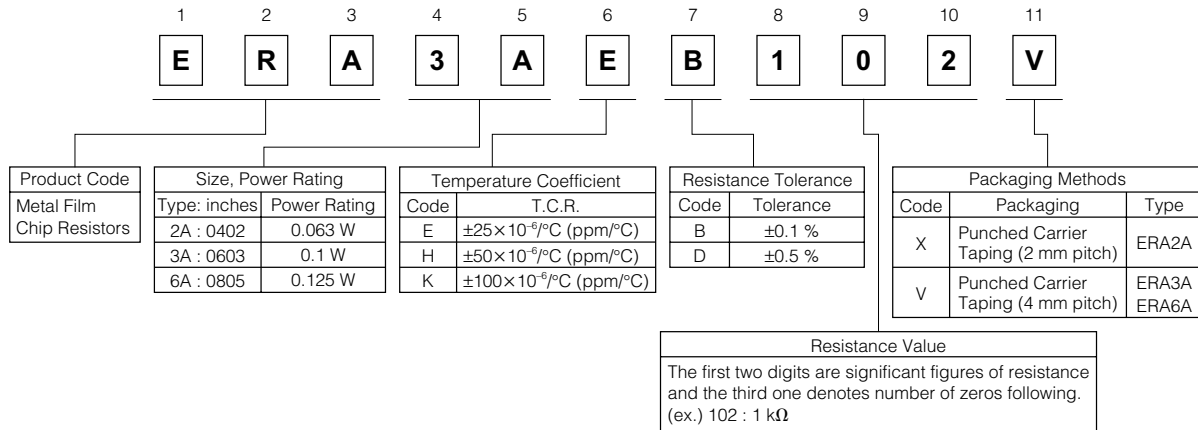 1 2 3 4 5 6 7 8 9 10 11
E R A 3 A E B 1 0 2 V
Product Code
Metal Film
Chip Resistors
Size, Power Rating
Type: inches Power Rating
2A : 0402 0.063 W
3A : 0603 0.1 W
6A : 0805 0.125 W
Temperature Coefficient
Code T.C.R.
E ±25×10⁻⁶/°C (ppm/°C)
H ±50×10⁻⁶/°C (ppm/°C)
K ±100×10⁻⁶/°C (ppm/°C)
Resistance Tolerance
Code Tolerance
B ±0.1 %
D ±0.5 %
Packaging Methods
Code Packaging Type
X Punched Carrier
Taping (2 mm pitch) ERA2A
V Punched Carrier
Taping (4 mm pitch) ERA3A
ERA6A
Resistance Value
The first two digits are significant figures of resistance
and the third one denotes number of zeros following.
(ex.) 102 : 1 kΩ